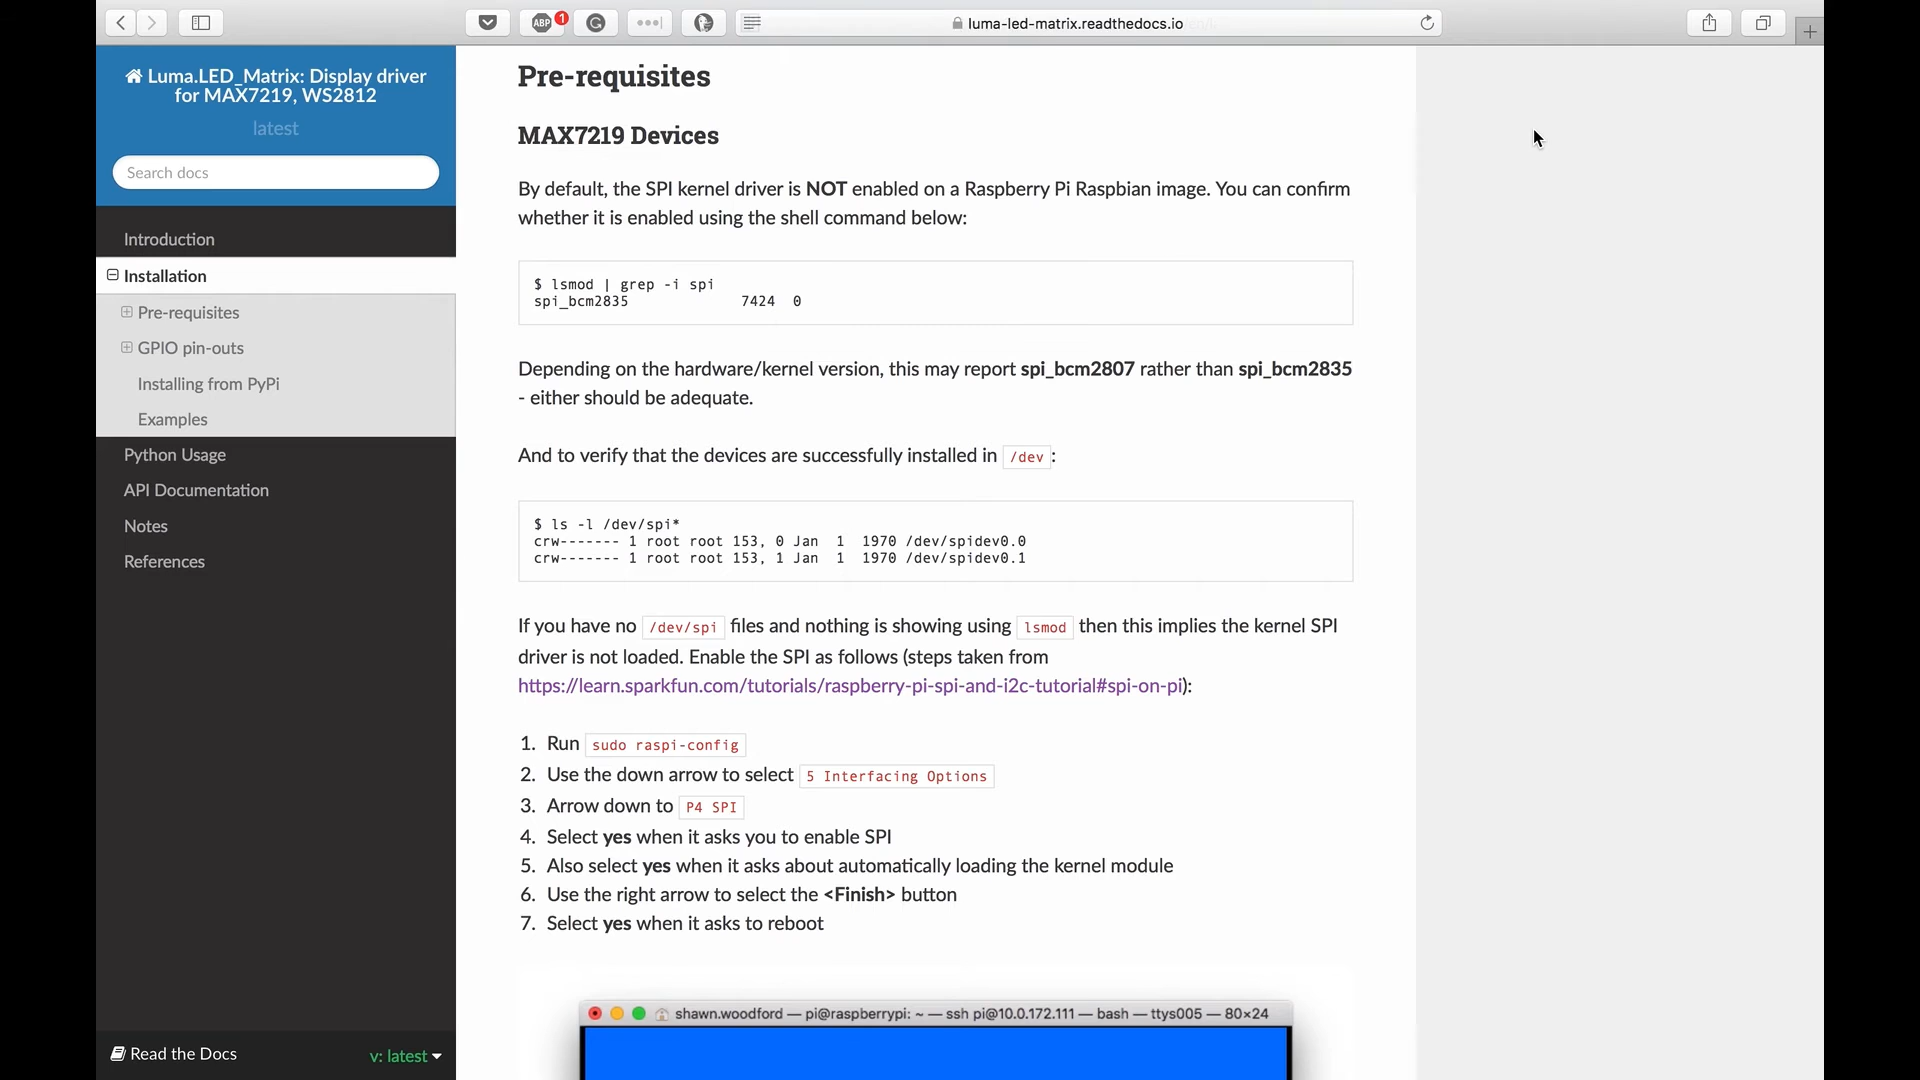 ABP
1
G
luma-led-matrix.readthedocs.io
Luma.LED_Matrix: Display driver
for MAX7219, WS2812
latest
Search docs
Introduction
Installation
Pre-requisites
GPIO pin-outs
Installing from PyPi
Examples
Python Usage
API Documentation
Notes
References
Read the Docs
v: latest
Pre-requisites
MAX7219 Devices
By default, the SPI kernel driver is NOT enabled on a Raspberry Pi Raspbian image. You can confirm
whether it is enabled using the shell command below:
$ lsmod | grep -i spi
spi_bcm2835 7424 0
Depending on the hardware/kernel version, this may report spi_bcm2807 rather than spi_bcm2835
- either should be adequate.
And to verify that the devices are successfully installed in /dev:
$ ls -l /dev/spi*
crw------- 1 root root 153, 0 Jan 1 1970 /dev/spidev0.0
crw------- 1 root root 153, 1 Jan 1 1970 /dev/spidev0.1
If you have no /dev/spi files and nothing is showing using lsmod then this implies the kernel SPI
driver is not loaded. Enable the SPI as follows (steps taken from
https://learn.sparkfun.com/tutorials/raspberry-pi-spi-and-i2c-tutorial#spi-on-pi):
1. Run sudo raspi-config
2. Use the down arrow to select 5 Interfacing Options
3. Arrow down to P4 SPI
4. Select yes when it asks you to enable SPI
5. Also select yes when it asks about automatically loading the kernel module
6. Use the right arrow to select the <Finish> button
7. Select yes when it asks to reboot
shawn.woodford — pi@raspberrypi: ~ — ssh pi@10.0.172.111 — bash — ttys005 — 80×24